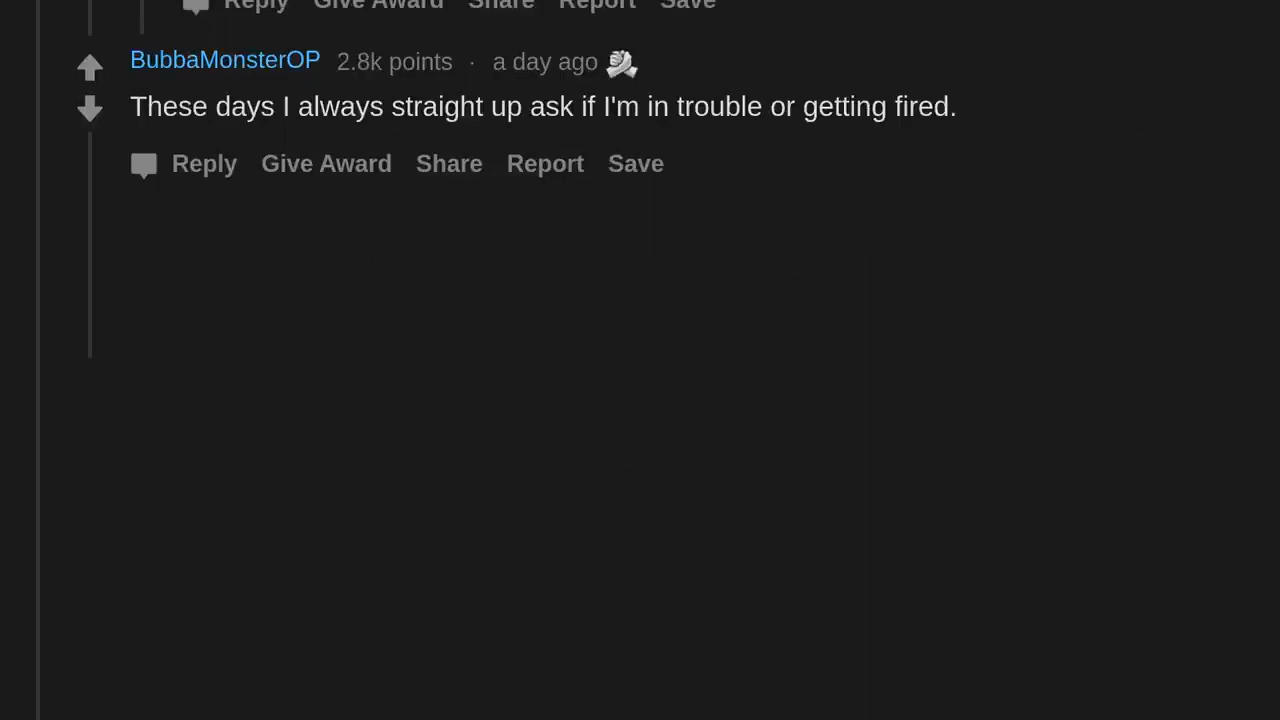 Reply Give Award Share Report Save
BubbaMonsterOP 2.8k points · a day ago
These days I always straight up ask if I'm in trouble or getting fired.
Reply Give Award Share Report Save